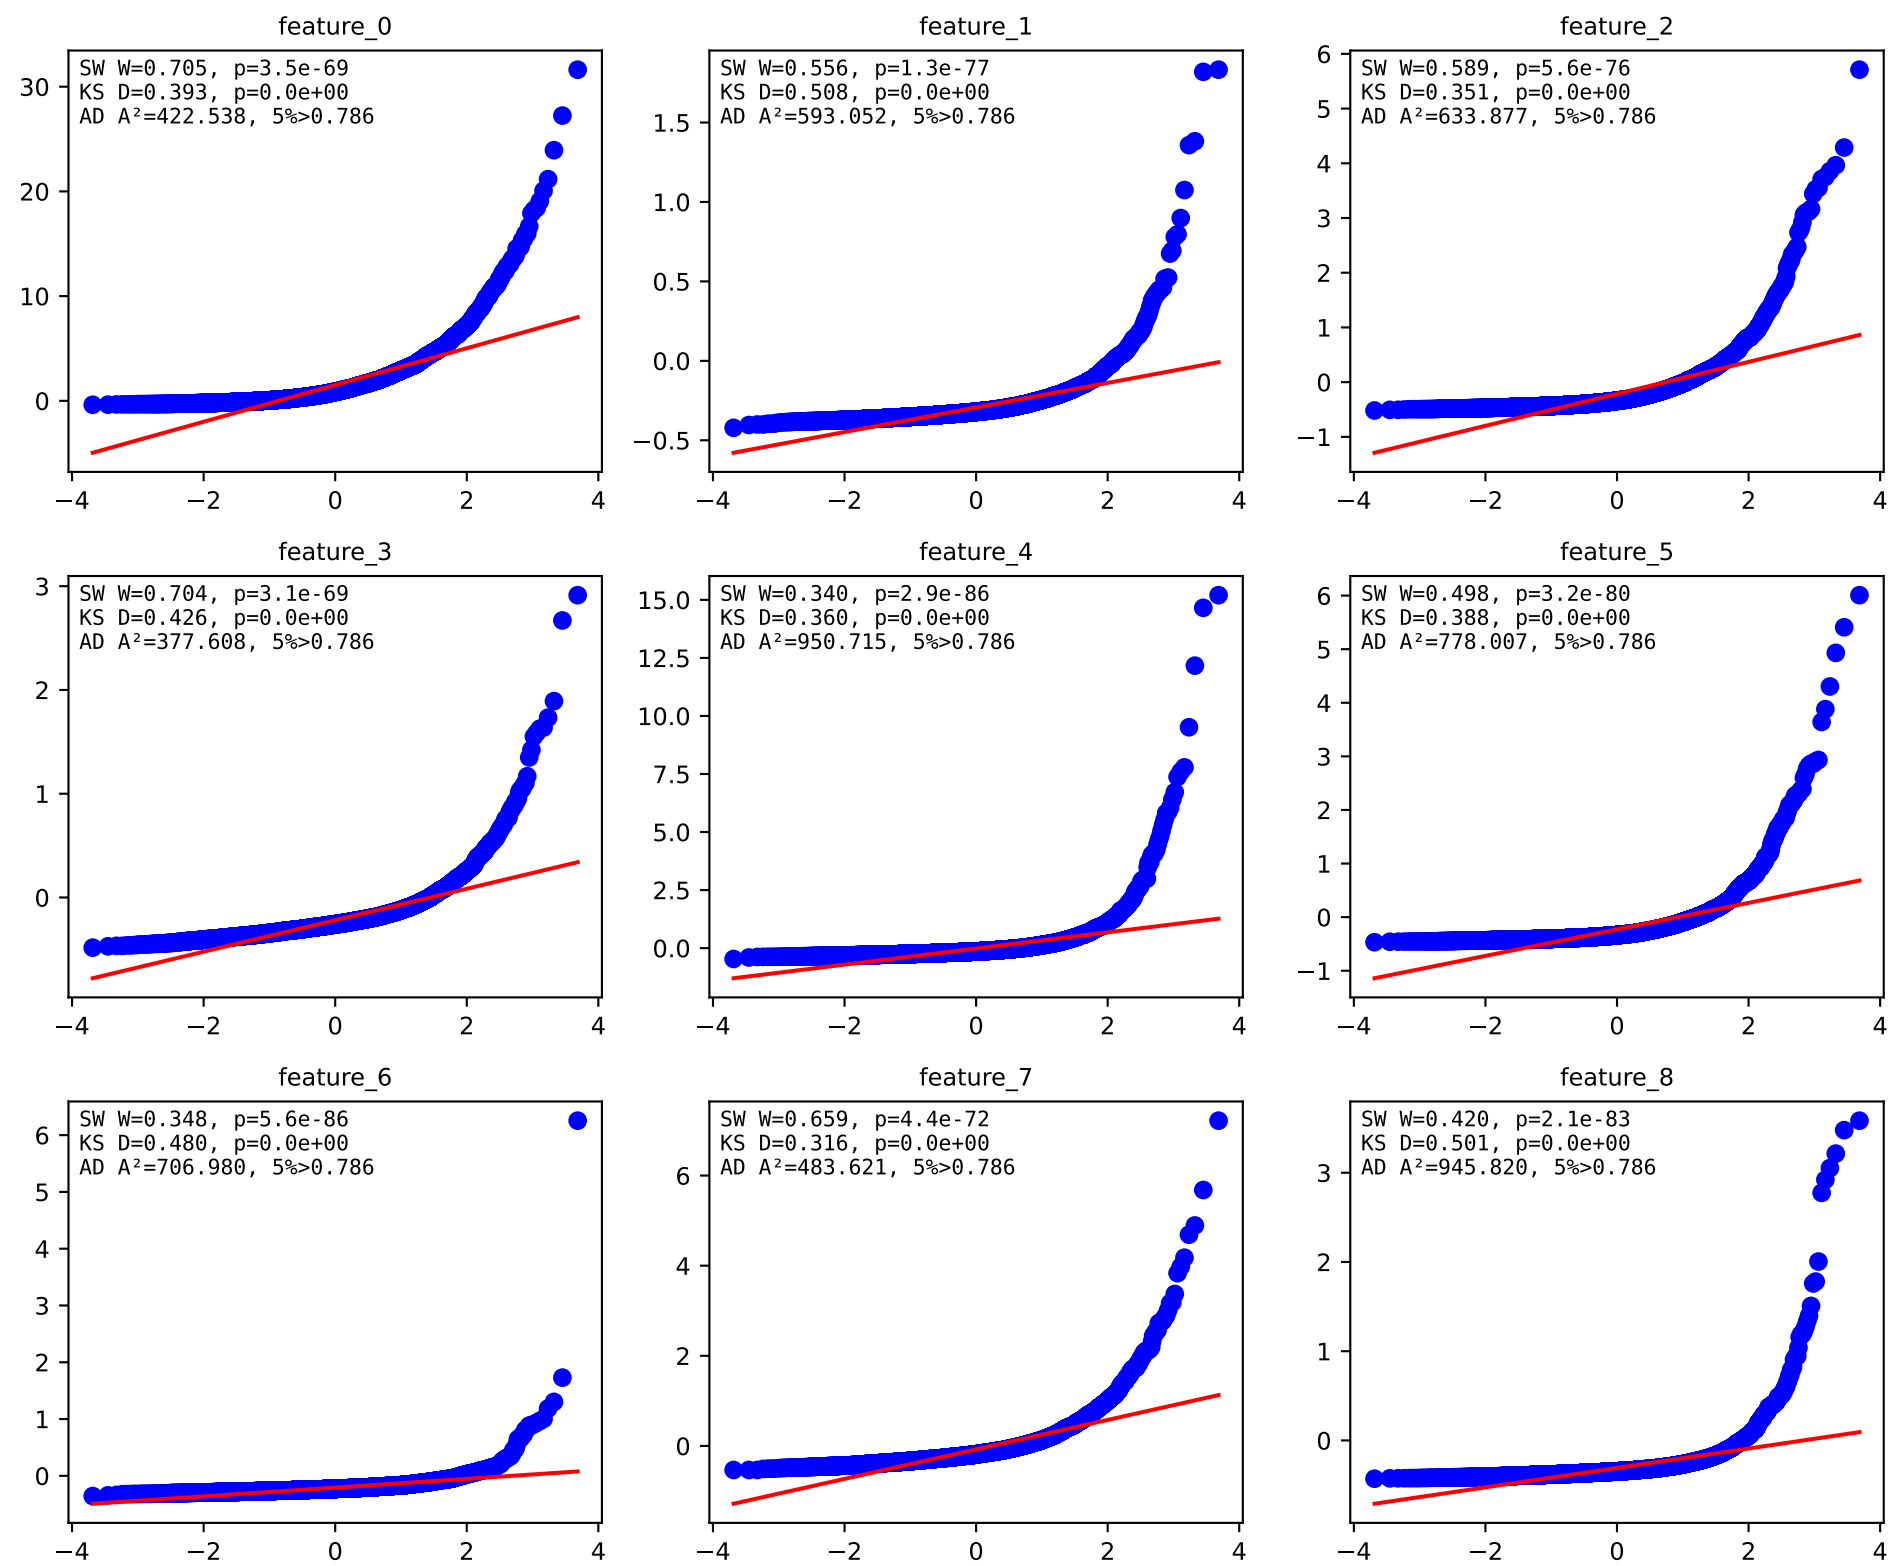 feature_0
feature_1
feature_2
SW W=0.705, p=3.5e-69
KS D=0.393, p=0.0e+00
AD A²=422.538, 5%>0.786
30
20
10
0
−4 −2 0 2 4
SW W=0.556, p=1.3e-77
KS D=0.508, p=0.0e+00
AD A²=593.052, 5%>0.786
1.5
1.0
0.5
0.0
−0.5
−4 −2 0 2 4
SW W=0.589, p=5.6e-76
KS D=0.351, p=0.0e+00
AD A²=633.877, 5%>0.786
6
5
4
3
2
1
0
−1
−4 −2 0 2 4
feature_3
feature_4
feature_5
SW W=0.704, p=3.1e-69
KS D=0.426, p=0.0e+00
AD A²=377.608, 5%>0.786
3
2
1
0
−4 −2 0 2 4
SW W=0.340, p=2.9e-86
KS D=0.360, p=0.0e+00
AD A²=950.715, 5%>0.786
15.0
12.5
10.0
7.5
5.0
2.5
0.0
−4 −2 0 2 4
SW W=0.498, p=3.2e-80
KS D=0.388, p=0.0e+00
AD A²=778.007, 5%>0.786
6
5
4
3
2
1
0
−1
−4 −2 0 2 4
feature_6
feature_7
feature_8
SW W=0.348, p=5.6e-86
KS D=0.480, p=0.0e+00
AD A²=706.980, 5%>0.786
6
5
4
3
2
1
0
−4 −2 0 2 4
SW W=0.659, p=4.4e-72
KS D=0.316, p=0.0e+00
AD A²=483.621, 5%>0.786
6
4
2
0
−4 −2 0 2 4
SW W=0.420, p=2.1e-83
KS D=0.501, p=0.0e+00
AD A²=945.820, 5%>0.786
3
2
1
0
−4 −2 0 2 4